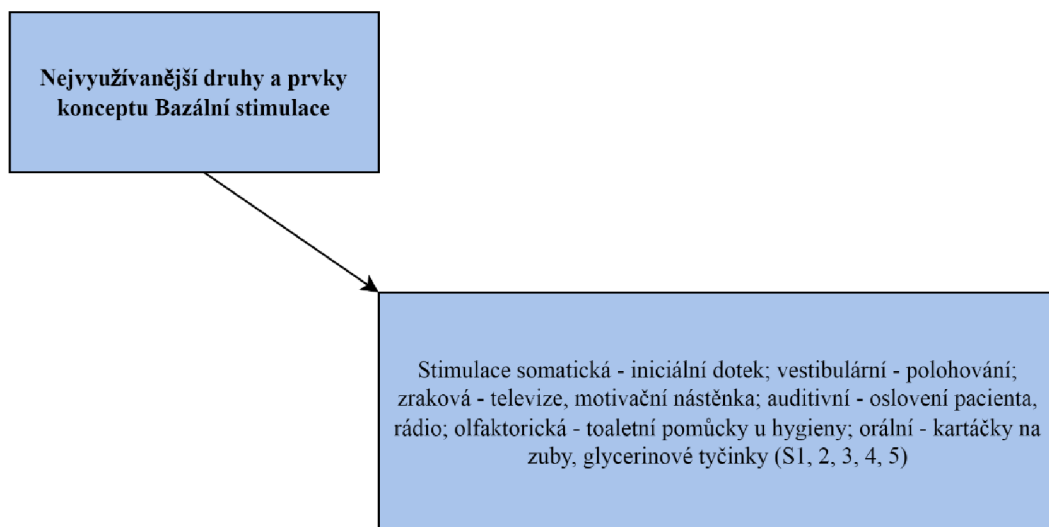 Nejvyužívanější druhy a prvky
konceptu Bazální stimulace
Stimulace somatická - iniciální dotek; vestibulární - polohování;
zraková - televize, motivační nástěnka; auditivní - oslovení pacienta,
rádio; olfaktorická - toaletní pomůcky u hygieny; orální - kartáčky na
zuby, glycerinové tyčinky (S1, 2, 3, 4, 5)